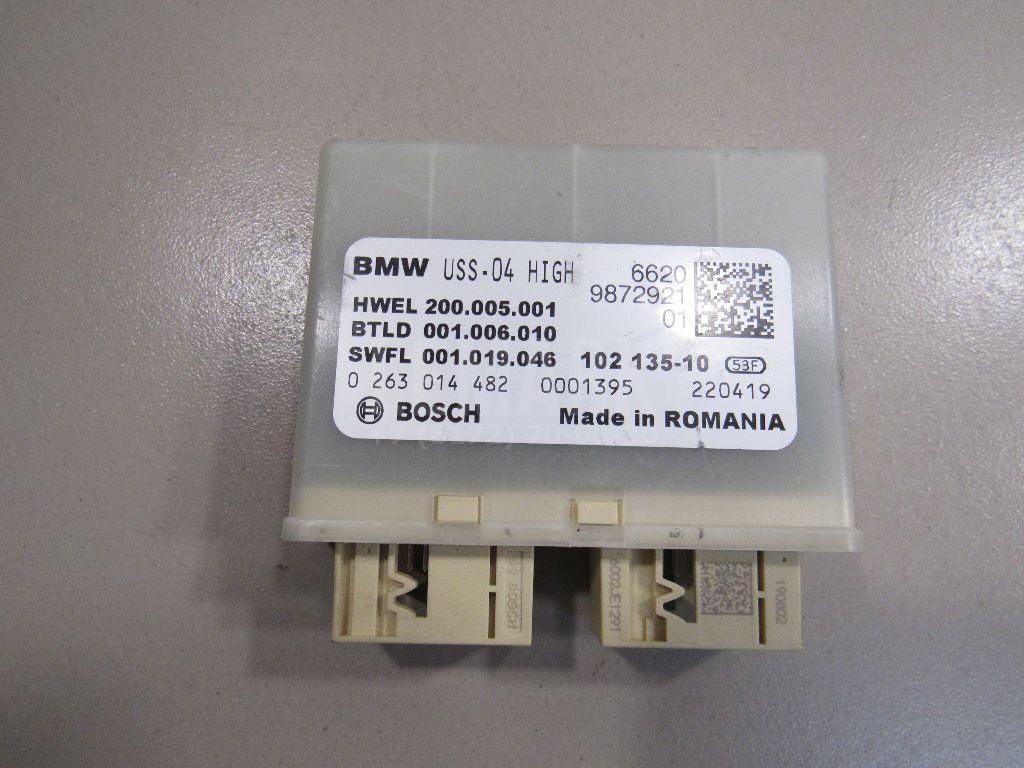 BMW USS-04 HIGH 6620
9872921
01
HWEL 200.005.001
BTLD 001.006.010
SWFL 001.019.046 102 135-10 53F
0 263 014 482 0001395 220419
BOSCH Made in ROMANIA
BOSCH
190802